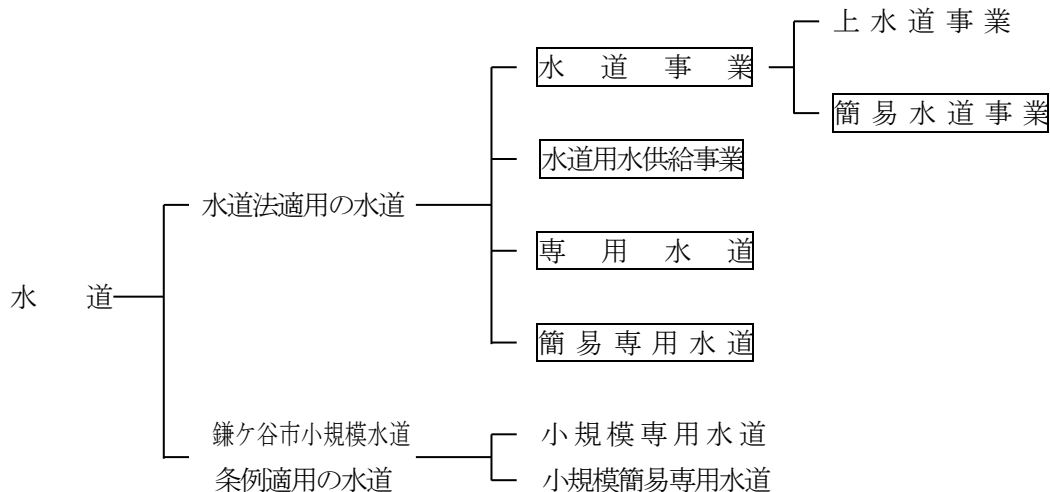 上水道事業
水道事業
簡易水道事業
水道用水供給事業
水道法適用の水道
専用水道
水道
簡易専用水道
鎌ケ谷市小規模水道
条例適用の水道
小規模専用水道
小規模簡易専用水道